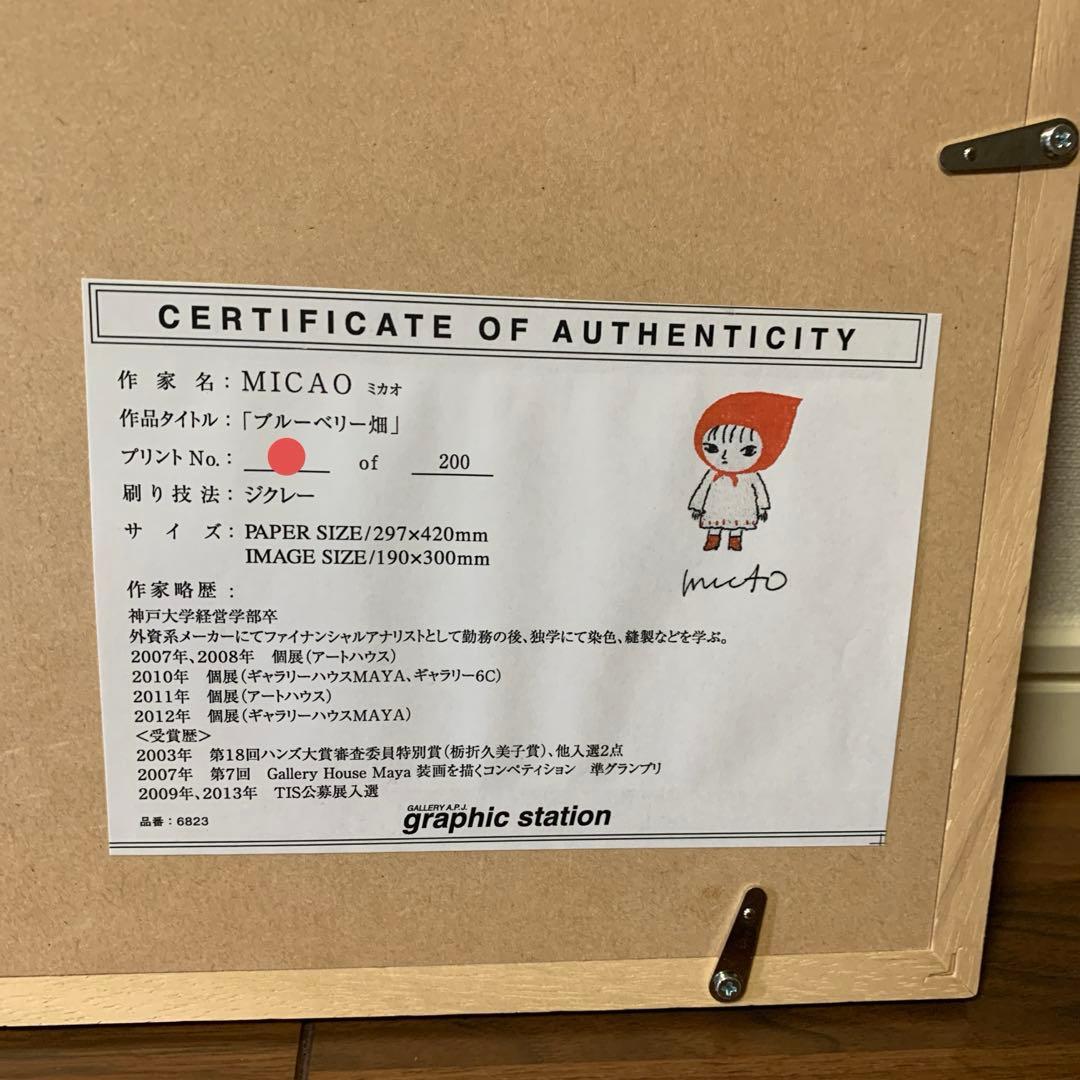 CERTIFICATE OF AUTHENTICITY
作家名：MICAO ミカオ
作品タイトル：「ブルーベリー畑」
プリントNo.： of 200
刷り技法：ジクレー
サイズ：PAPER SIZE/297×420mm
IMAGE SIZE/190×300mm
micAO
作家略歴：
神戸大学経営学部卒
外資系メーカーにてファイナンシャルアナリストとして勤務の後、独学にて染色、縫製などを学ぶ。
2007年、2008年　個展（アートハウス）
2010年　個展（ギャラリーハウスMAYA、ギャラリー6C）
2011年　個展（アートハウス）
2012年　個展（ギャラリーハウスMAYA）
＜受賞歴＞
2003年　第18回ハンズ大賞審査委員特別賞（栃折久美子賞）、他入選2点
2007年　第7回　Gallery House Maya 装画を描くコンペティション　準グランプリ
2009年、2013年　TIS公募展入選
品番：6823
GALLERY A.P.J.
graphic station